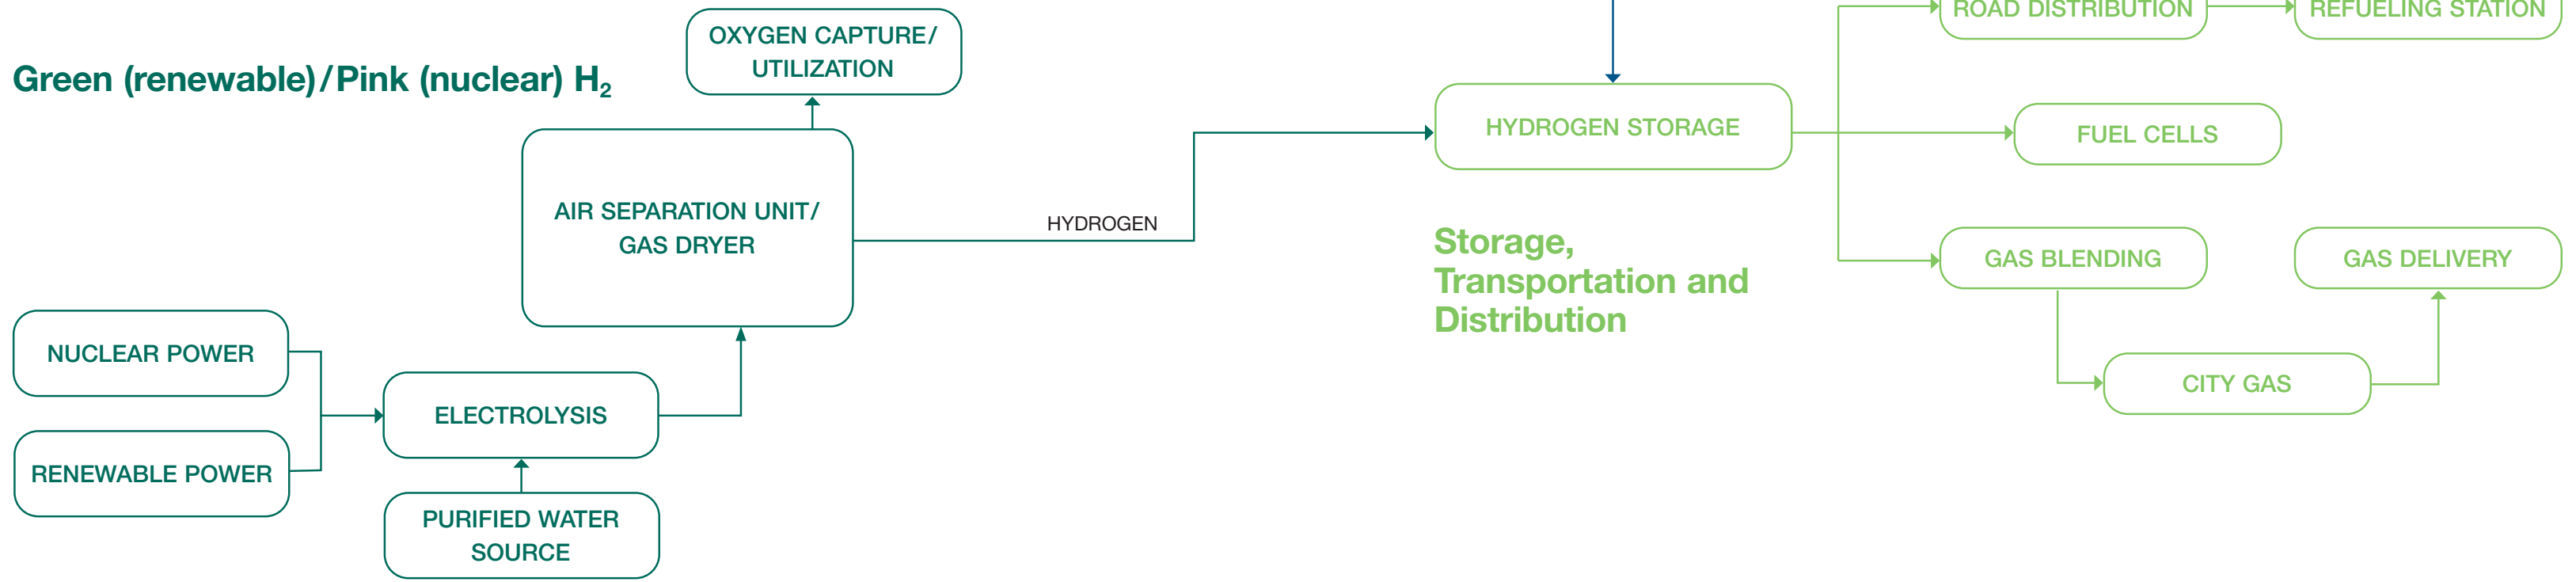 OXYGEN CAPTURE/
UTILIZATION
Green (renewable)/Pink (nuclear) H₂
AIR SEPARATION UNIT/
GAS DRYER
HYDROGEN
NUCLEAR POWER
RENEWABLE POWER
ELECTROLYSIS
PURIFIED WATER
SOURCE
HYDROGEN STORAGE
Storage,
Transportation and
Distribution
ROAD DISTRIBUTION
REFUELING STATION
FUEL CELLS
GAS BLENDING
GAS DELIVERY
CITY GAS